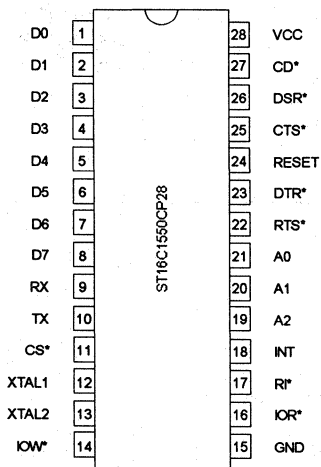 D0 1 28 VCC
D1 2 27 CD*
D2 3 26 DSR*
D3 4 25 CTS*
D4 5 24 RESET
D5 6 23 DTR*
D6 7 22 RTS*
D7 8 21 A0
RX 9 20 A1
TX 10 19 A2
CS* 11 18 INT
XTAL1 12 17 RI*
XTAL2 13 16 IOR*
IOW* 14 15 GND
ST16C1550CP28